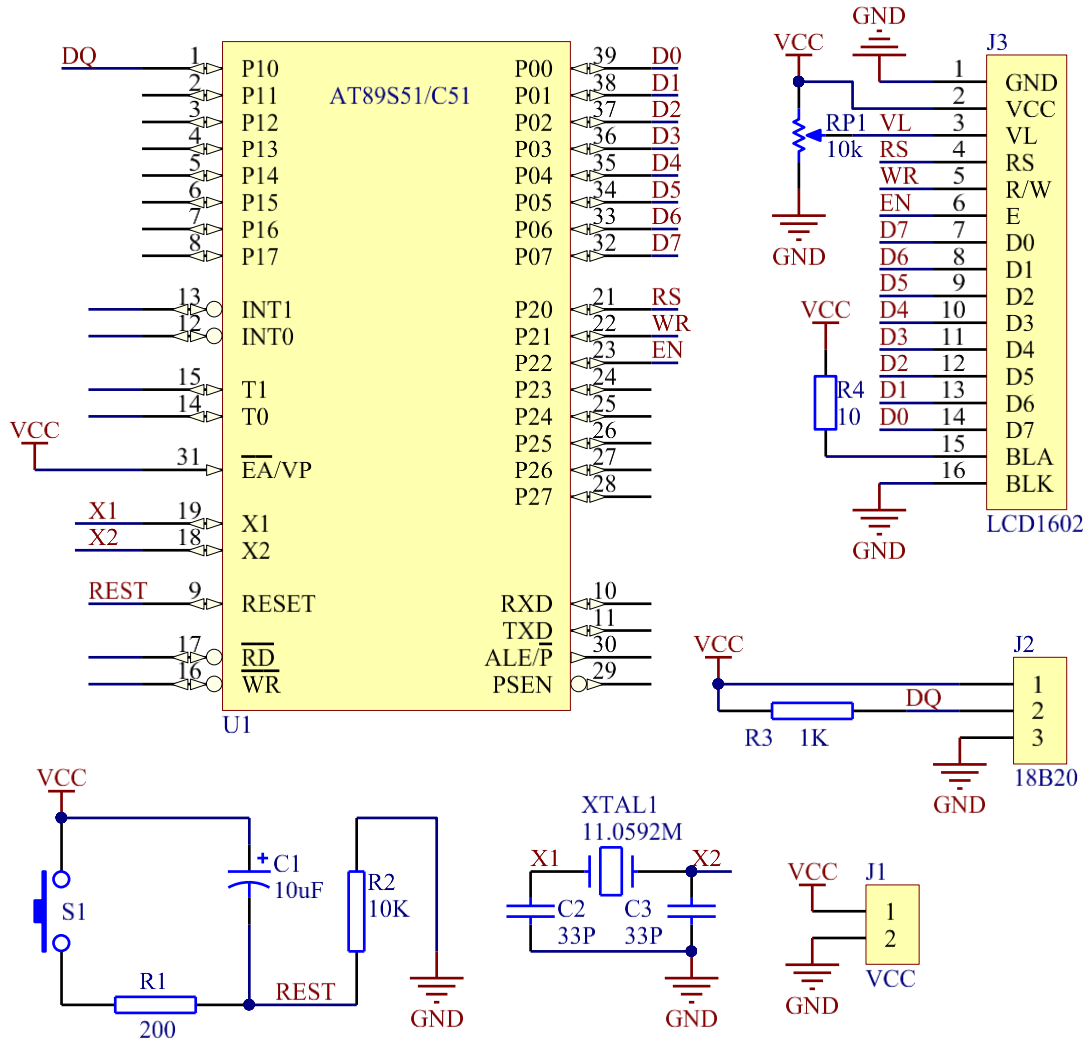 DQ
1
P10
2
P11
3
P12
4
P13
5
P14
6
P15
7
P16
8
P17
13
INT1
12
INT0
15
T1
14
T0
VCC
31
EA/VP
X1
19
X1
X2
18
X2
REST
9
RESET
17
RD
16
WR
U1
AT89S51/C51
P00
39
D0
P01
38
D1
P02
37
D2
P03
36
D3
P04
35
D4
P05
34
D5
P06
33
D6
P07
32
D7
P20
21
RS
P21
22
WR
P22
23
EN
P23
24
P24
25
P25
26
P26
27
P27
28
RXD
10
TXD
11
ALE/P
30
PSEN
29
GND
VCC
RP1
10k
GND
J3
1
GND
2
VCC
VL
3
VL
RS
4
RS
WR
5
R/W
EN
6
E
D7
7
D0
D6
8
D1
D5
9
D2
D4
10
D3
D3
11
D4
D2
12
D5
D1
13
D6
D0
14
D7
15
BLA
16
BLK
LCD1602
VCC
R4
10
GND
VCC
J2
1
DQ
2
3
R3
1K
GND
18B20
VCC
S1
C1
10uF
R2
10K
R1
200
REST
GND
XTAL1
11.0592M
X1
X2
C2
33P
C3
33P
GND
VCC
J1
1
2
GND
VCC